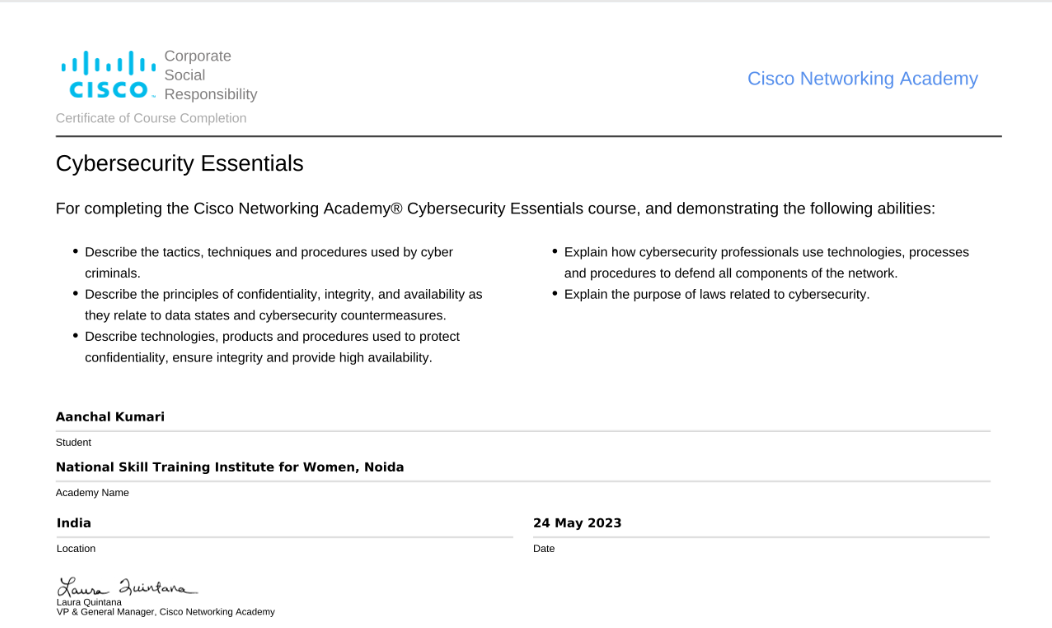 Corporate
Social
CISCO
Responsibility
Cisco Networking Academy
Certificate of Course Completion
Cybersecurity Essentials
For completing the Cisco Networking Academy® Cybersecurity Essentials course, and demonstrating the following abilities:
• Describe the tactics, techniques and procedures used by cyber
criminals.
• Describe the principles of confidentiality, integrity, and availability as
they relate to data states and cybersecurity countermeasures.
• Describe technologies, products and procedures used to protect
confidentiality, ensure integrity and provide high availability.
• Explain how cybersecurity professionals use technologies, processes
and procedures to defend all components of the network.
• Explain the purpose of laws related to cybersecurity.
Aanchal Kumari
Student
National Skill Training Institute for Women, Noida
Academy Name
India
Location
24 May 2023
Date
Laura Quintana
Laura Quintana
VP & General Manager, Cisco Networking Academy